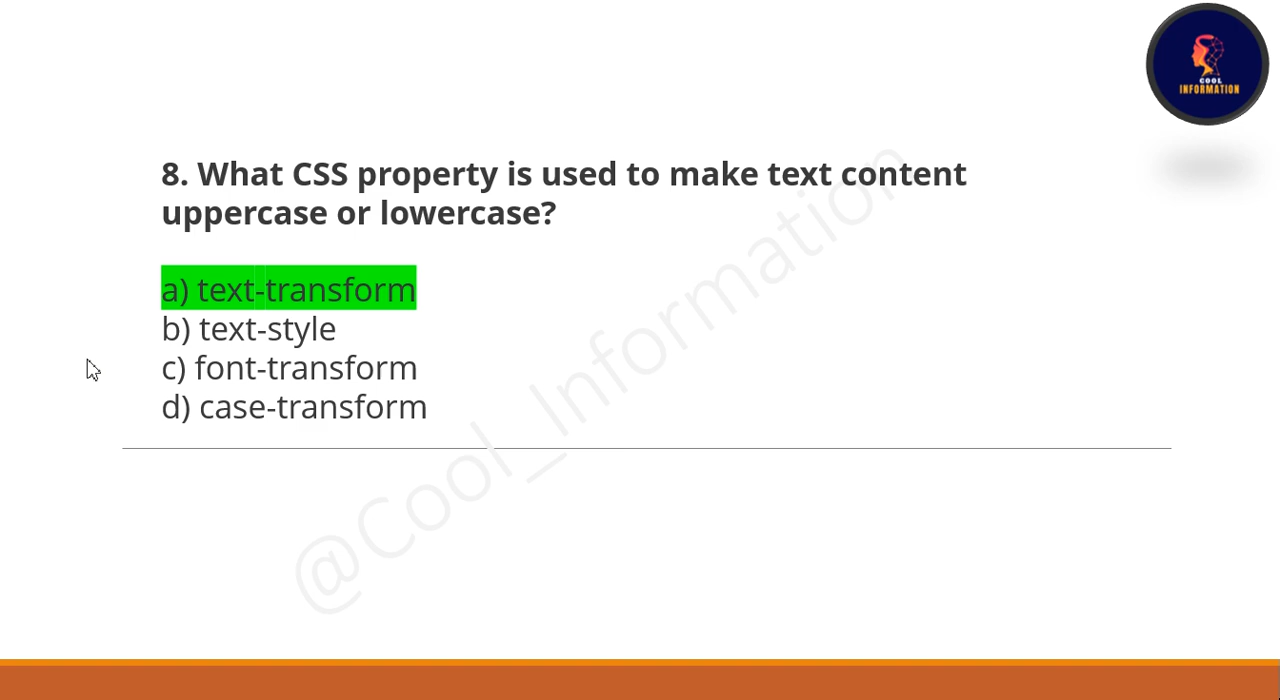 COOL
INFORMATION
8. What CSS property is used to make text content
uppercase or lowercase?
a) text-transform
b) text-style
c) font-transform
d) case-transform
@Cool_Information